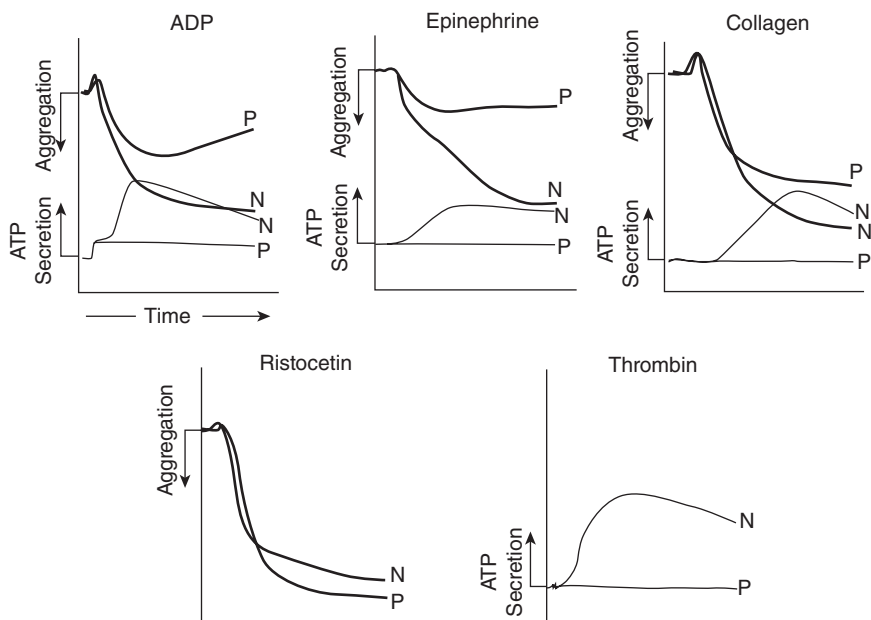 ADP
Aggregation
ATP
Secretion
P
N
N
P
Time
Epinephrine
Aggregation
ATP
Secretion
P
N
N
P
Collagen
Aggregation
ATP
Secretion
P
N
N
P
Ristocetin
Aggregation
N
P
Thrombin
ATP
Secretion
N
P